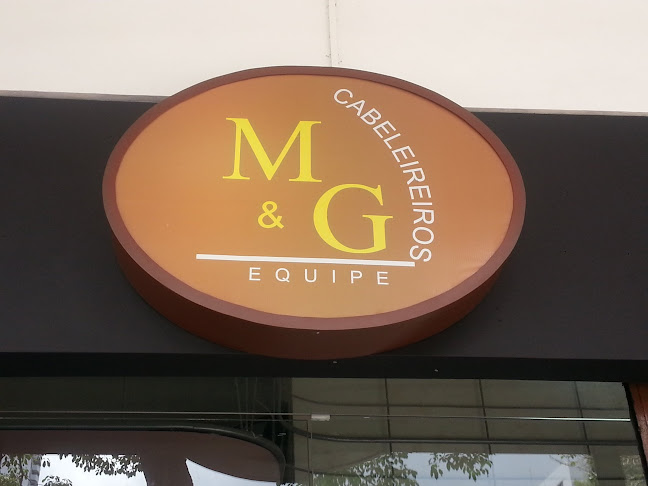 M
& G
CABELEIREIROS
EQUIPE